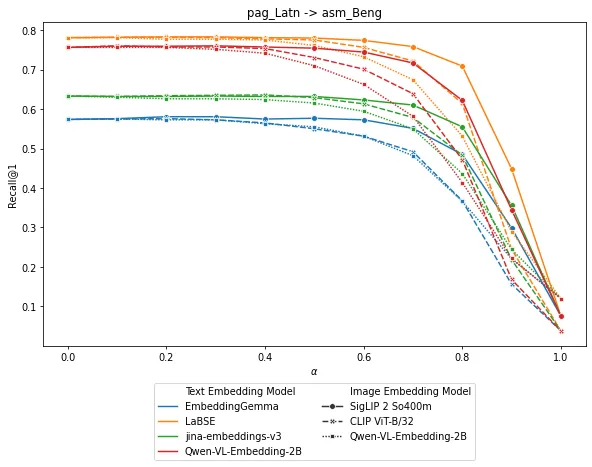 pag_Latn -> asm_Beng
Recall@1
0.8
0.7
0.6
0.5
0.4
0.3
0.2
0.1
0.0 0.2 0.4 0.6 0.8 1.0
α
Text Embedding Model
EmbeddingGemma
LaBSE
jina-embeddings-v3
Qwen-VL-Embedding-2B
Image Embedding Model
SigLIP 2 So400m
CLIP ViT-B/32
Qwen-VL-Embedding-2B